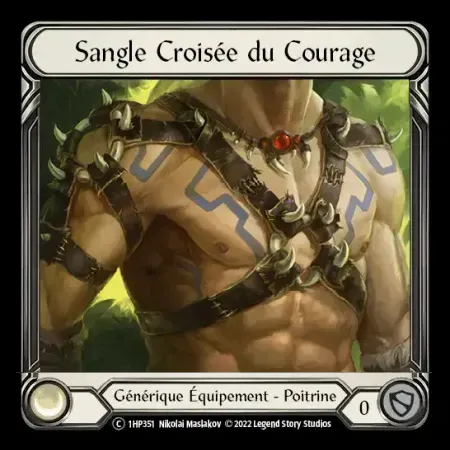 Sangle Croisée du Courage
Générique Équipement - Poitrine
0
C 1HP351 Nikolai Maslakov © 2022 Legend Story Studios